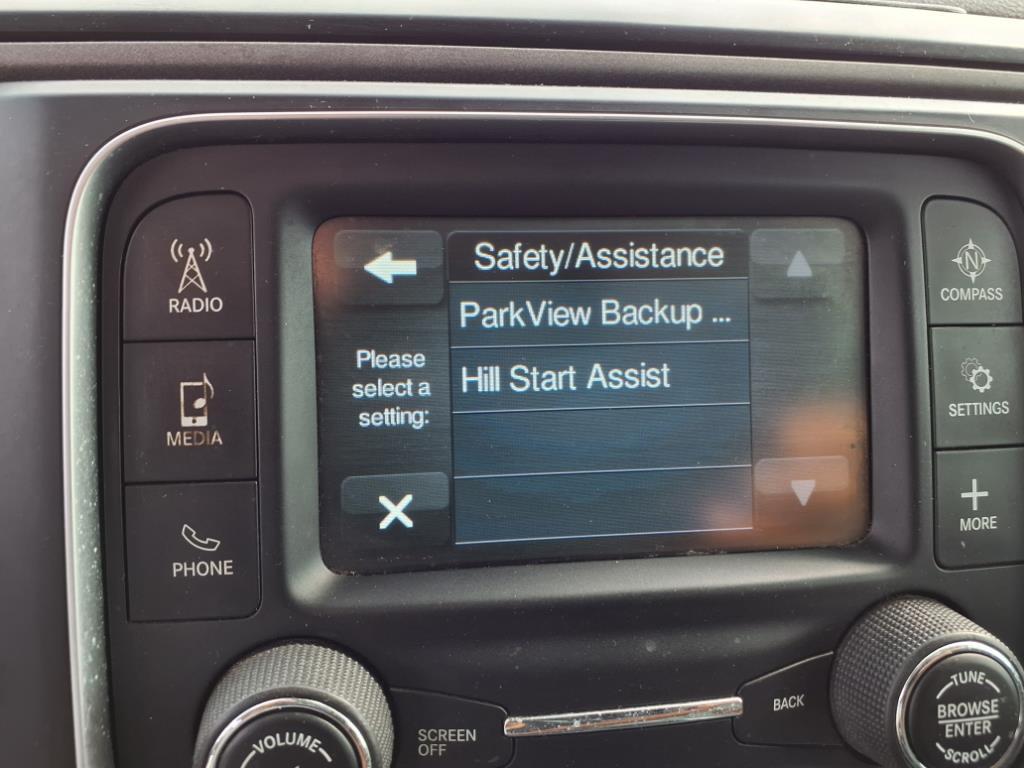 RADIO
MEDIA
PHONE
Safety/Assistance
ParkView Backup ...
Hill Start Assist
Please
select a
setting:
N
COMPASS
SETTINGS
MORE
VOLUME
SCREEN
OFF
BACK
TUNE
BROWSE
ENTER
SCROLL